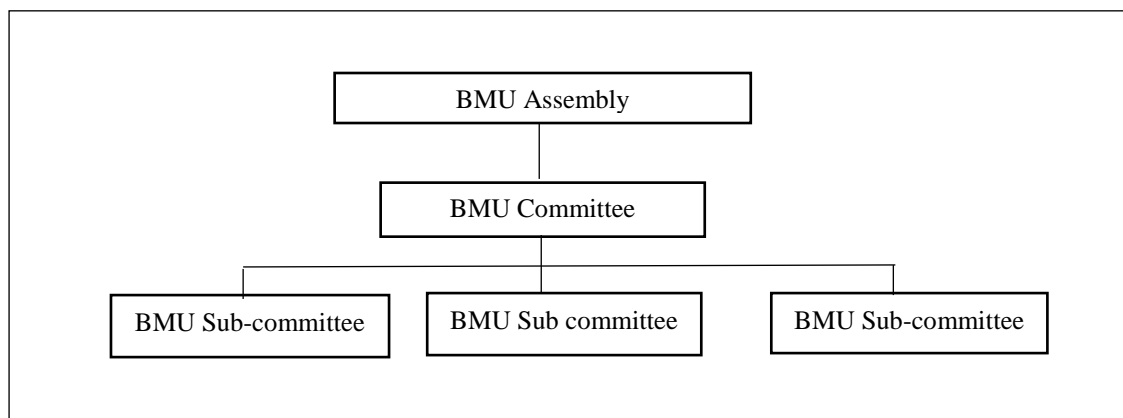 BMU Assembly
BMU Committee
BMU Sub-committee
BMU Sub committee
BMU Sub-committee